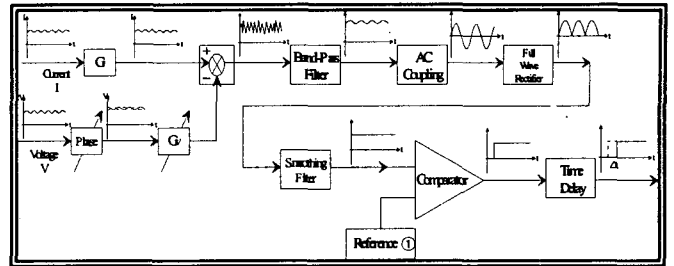 I
t
Current
I
G
I
t
+
−
t
Band-Pass
Filter
t
AC
Coupling
t
Full
Wave
Rectifier
t
V
t
Voltage
V
Phase
V
t
Gv
Smoothing
Filter
t
Comparator
Reference ①
t
Time
Delay
t
Δ